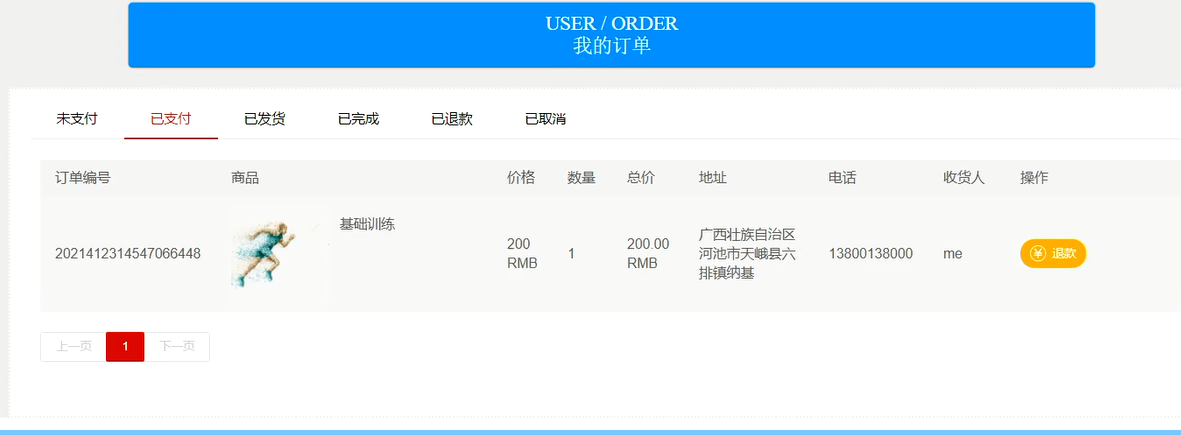 USER / ORDER
我的订单
未支付 已支付 已发货 已完成 已退款 已取消
订单编号 商品 价格 数量 总价 地址 电话 收货人 操作
2021412314547066448 基础训练 200 RMB 1 200.00 RMB 广西壮族自治区河池市天峨县六排镇纳基 13800138000 me ¥ 退款
上一页 1 下一页